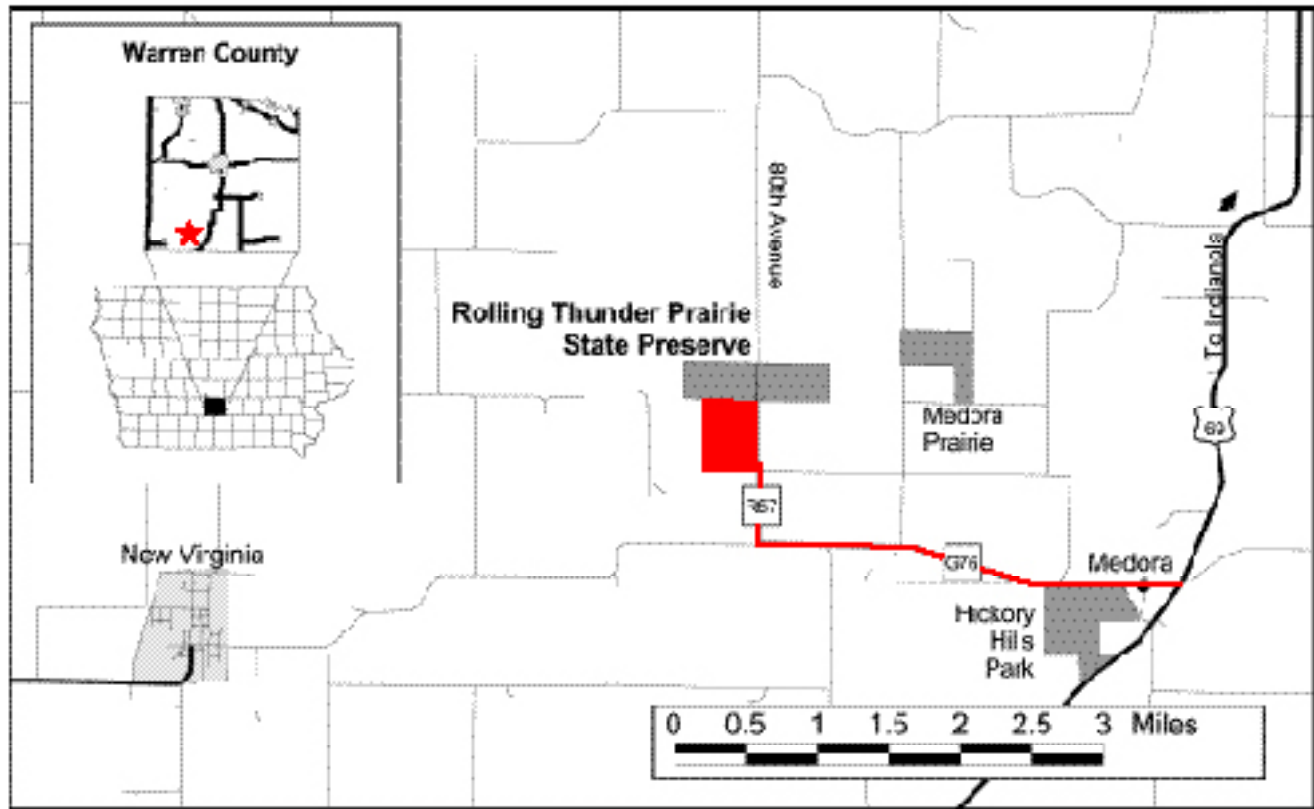 Warren County
80th Avenue
Rolling Thunder Prairie
State Preserve
To Indianola
Medora
Prairie
69
R57
New Virginia
G76
Medora
Hickory
Hills
Park
0 0.5 1 1.5 2 2.5 3 Miles